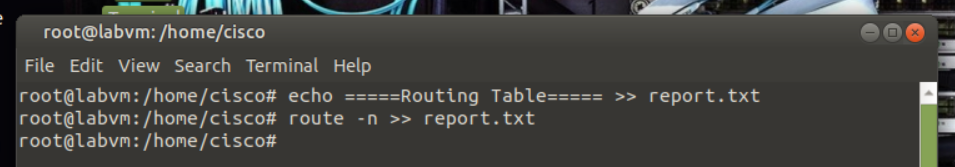 Terminal
root@labvm: /home/cisco
File Edit View Search Terminal Help
root@labvm:/home/cisco# echo =====Routing Table===== >> report.txt
root@labvm:/home/cisco# route -n >> report.txt
root@labvm:/home/cisco#